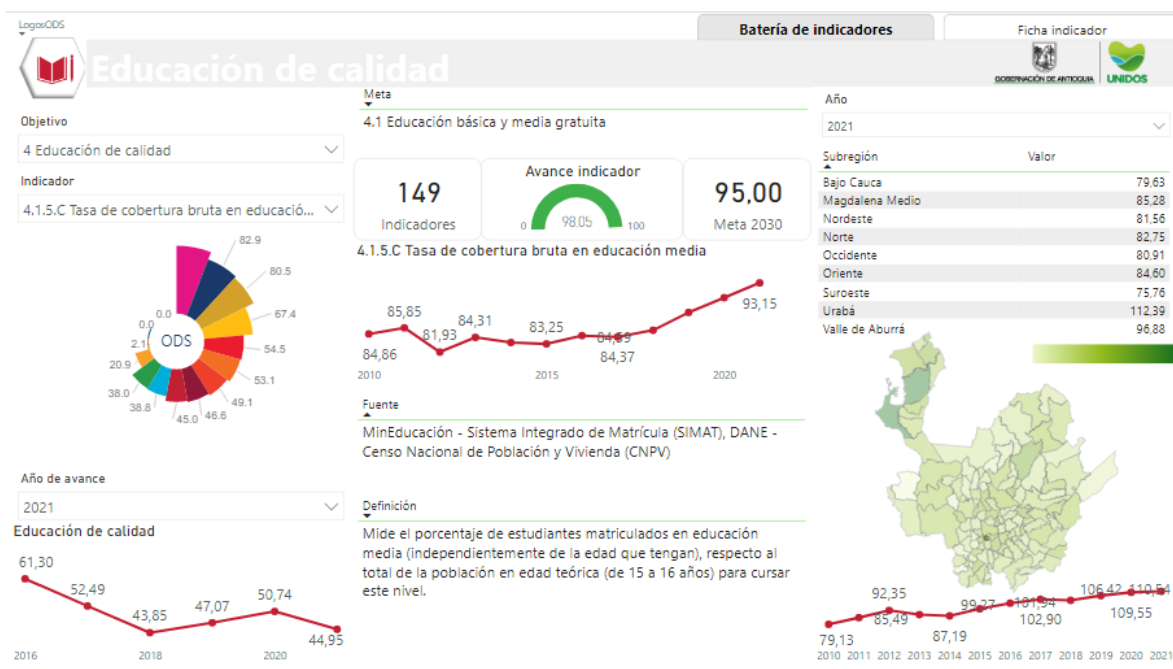 LogosODS
Batería de indicadores
Ficha indicador
Educación de calidad
GOBERNACIÓN DE ANTIOQUIA
UNIDOS
Objetivo
4 Educación de calidad
Indicador
4.1.5.C Tasa de cobertura bruta en educació...
82.9
80.5
67.4
54.5
53.1
49.1
46.6
45.0
38.8
38.0
20.9
2.1
0.0
0.0
ODS
Año de avance
2021
Educación de calidad
61,30
52,49
43,85
47,07
50,74
44,95
2016
2018
2020
Meta
4.1 Educación básica y media gratuita
149
Indicadores
Avance indicador
0
98.05
100
95,00
Meta 2030
4.1.5.C Tasa de cobertura bruta en educación media
84,86
85,85
81,93
84,31
83,25
84,59
84,37
93,15
2010
2015
2020
Fuente
MinEducación - Sistema Integrado de Matrícula (SIMAT), DANE -
Censo Nacional de Población y Vivienda (CNPV)
Definición
Mide el porcentaje de estudiantes matriculados en educación
media (independientemente de la edad que tengan), respecto al
total de la población en edad teórica (de 15 a 16 años) para cursar
este nivel.
Año
2021
Subregión Valor
Bajo Cauca 79,63
Magdalena Medio 85,28
Nordeste 81,56
Norte 82,75
Occidente 80,91
Oriente 84,60
Suroeste 75,76
Urabá 112,39
Valle de Aburrá 96,88
79,13
92,35
85,49
87,19
99,27
101,94
102,90
106,42
109,55
110,54
2010 2011 2012 2013 2014 2015 2016 2017 2018 2019 2020 2021